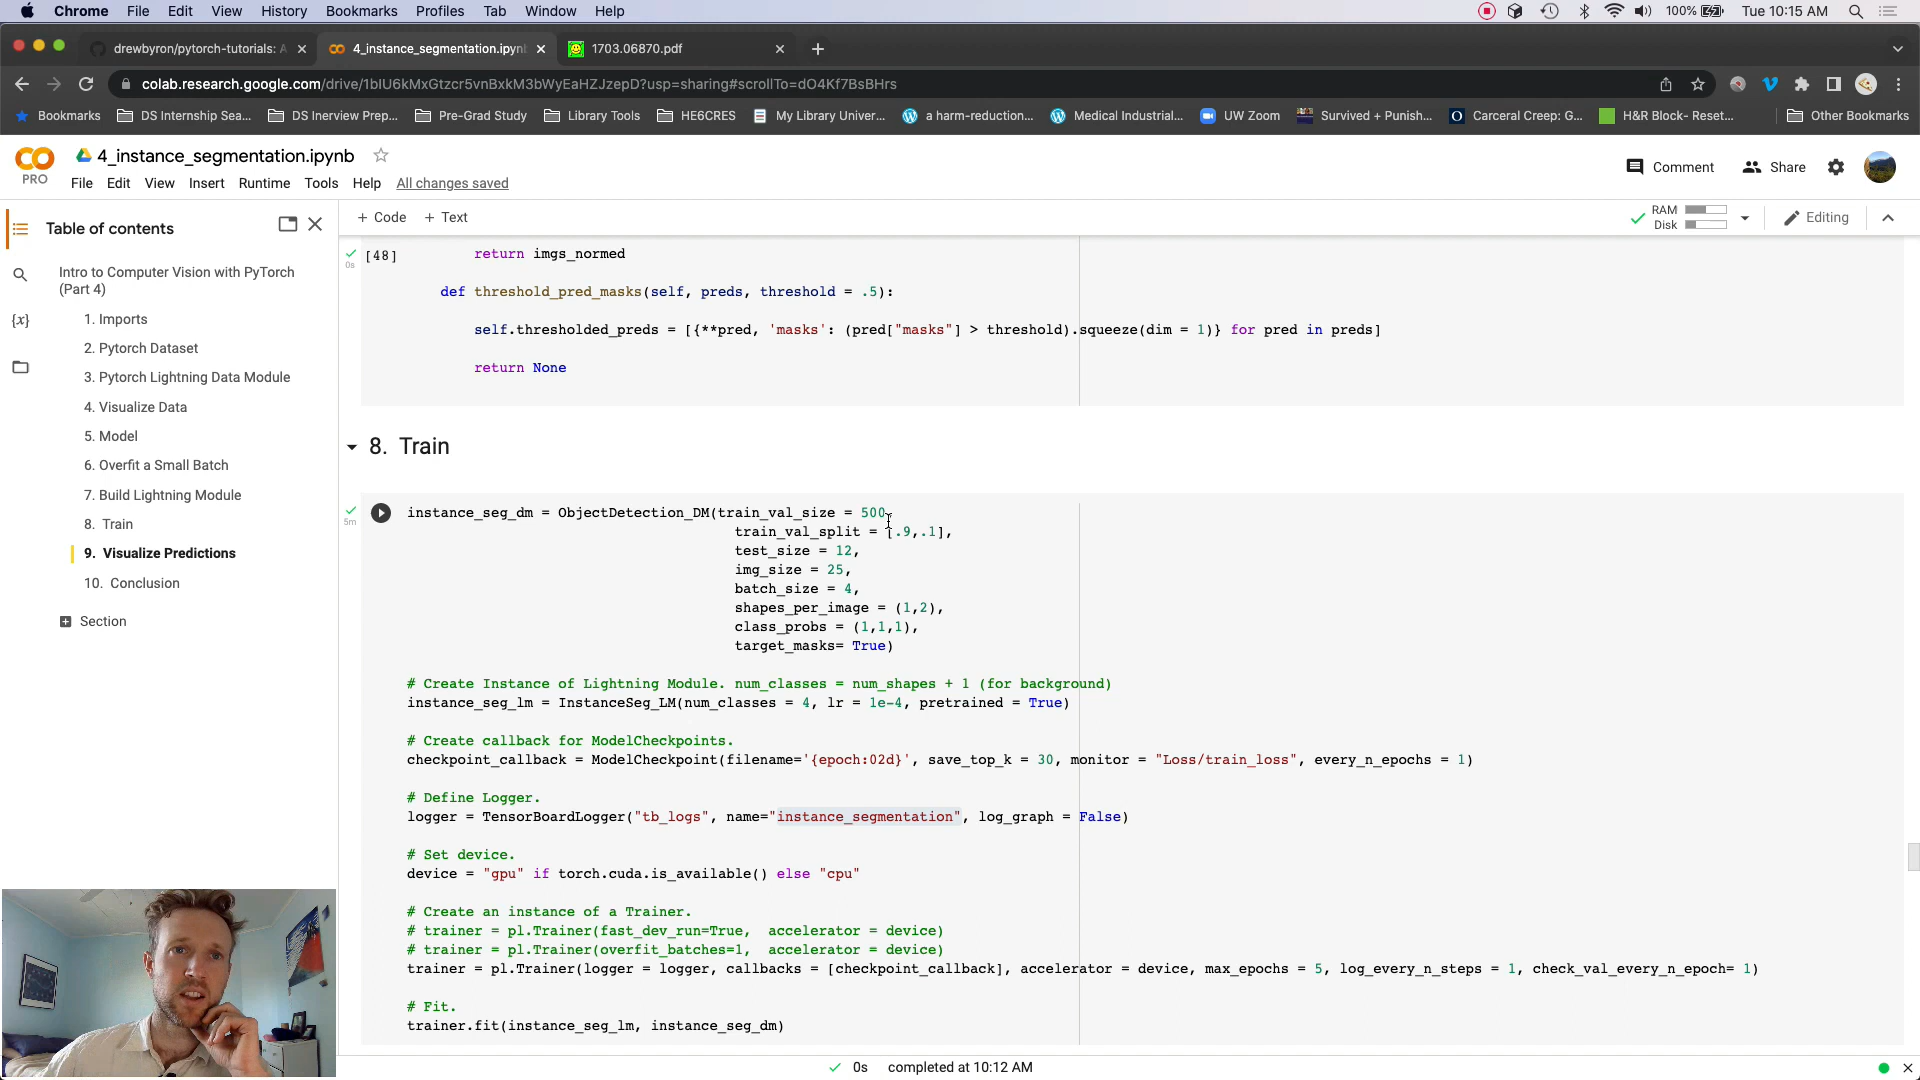 Chrome File Edit View History Bookmarks Profiles Tab Window Help 100% Tue 10:15 AM
drewbyron/pytorch-tutorials: A 4_instance_segmentation.ipyn 1703.06870.pdf
colab.research.google.com/drive/1bIU6kMxGtzcr5vnBxkM3bWyEaHZJzepD?usp=sharing#scrollTo=dO4Kf7BsBHrs
Bookmarks DS Internship Sea... DS Inerview Prep... Pre-Grad Study Library Tools HE6CRES My Library Univer... a harm-reduction... Medical Industrial... UW Zoom Survived + Punish... Carceral Creep: G... H&R Block- Reset... Other Bookmarks
4_instance_segmentation.ipynb
PRO
File Edit View Insert Runtime Tools Help All changes saved
Comment Share
Table of contents
+ Code + Text
RAM
Disk
Editing
Intro to Computer Vision with PyTorch
(Part 4)
1. Imports
2. Pytorch Dataset
3. Pytorch Lightning Data Module
4. Visualize Data
5. Model
6. Overfit a Small Batch
7. Build Lightning Module
8. Train
9. Visualize Predictions
10. Conclusion
Section
0s
[48]
return imgs_normed
def threshold_pred_masks(self, preds, threshold = .5):
self.thresholded_preds = [{**pred, 'masks': (pred["masks"] > threshold).squeeze(dim = 1)} for pred in preds]
return None
8. Train
5m
instance_seg_dm = ObjectDetection_DM(train_val_size = 500,
train_val_split = [.9,.1],
test_size = 12,
img_size = 25,
batch_size = 4,
shapes_per_image = (1,2),
class_probs = (1,1,1),
target_masks= True)
# Create Instance of Lightning Module. num_classes = num_shapes + 1 (for background)
instance_seg_lm = InstanceSeg_LM(num_classes = 4, lr = 1e-4, pretrained = True)
# Create callback for ModelCheckpoints.
checkpoint_callback = ModelCheckpoint(filename='{epoch:02d}', save_top_k = 30, monitor = "Loss/train_loss", every_n_epochs = 1)
# Define Logger.
logger = TensorBoardLogger("tb_logs", name="instance_segmentation", log_graph = False)
# Set device.
device = "gpu" if torch.cuda.is_available() else "cpu"
# Create an instance of a Trainer.
# trainer = pl.Trainer(fast_dev_run=True, accelerator = device)
# trainer = pl.Trainer(overfit_batches=1, accelerator = device)
trainer = pl.Trainer(logger = logger, callbacks = [checkpoint_callback], accelerator = device, max_epochs = 5, log_every_n_steps = 1, check_val_every_n_epoch= 1)
# Fit.
trainer.fit(instance_seg_lm, instance_seg_dm)
0s completed at 10:12 AM